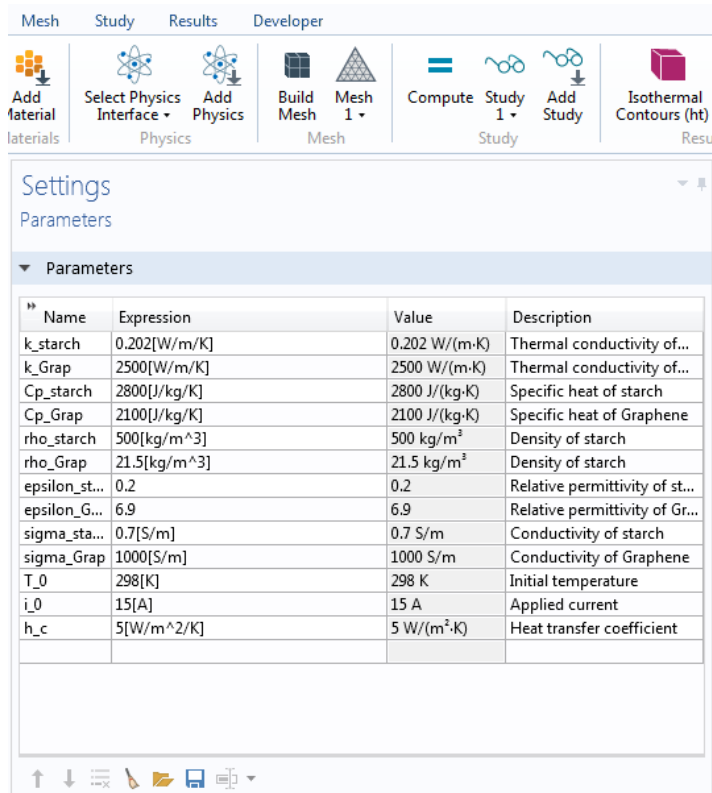 Mesh Study Results Developer
Add Select Physics Add Build Mesh Compute Study Add Isothermal
Material Interface Physics Mesh 1 1 Study Contours (ht)
Materials Physics Mesh Study Resu
Settings
Parameters
Parameters
Name Expression Value Description
k_starch 0.202[W/m/K] 0.202 W/(m·K) Thermal conductivity of...
k_Grap 2500[W/m/K] 2500 W/(m·K) Thermal conductivity of...
Cp_starch 2800[J/kg/K] 2800 J/(kg·K) Specific heat of starch
Cp_Grap 2100[J/kg/K] 2100 J/(kg·K) Specific heat of Graphene
rho_starch 500[kg/m^3] 500 kg/m³ Density of starch
rho_Grap 21.5[kg/m^3] 21.5 kg/m³ Density of starch
epsilon_st... 0.2 0.2 Relative permittivity of st...
epsilon_G... 6.9 6.9 Relative permittivity of Gr...
sigma_sta... 0.7[S/m] 0.7 S/m Conductivity of starch
sigma_Grap 1000[S/m] 1000 S/m Conductivity of Graphene
T_0 298[K] 298 K Initial temperature
i_0 15[A] 15 A Applied current
h_c 5[W/m^2/K] 5 W/(m²·K) Heat transfer coefficient